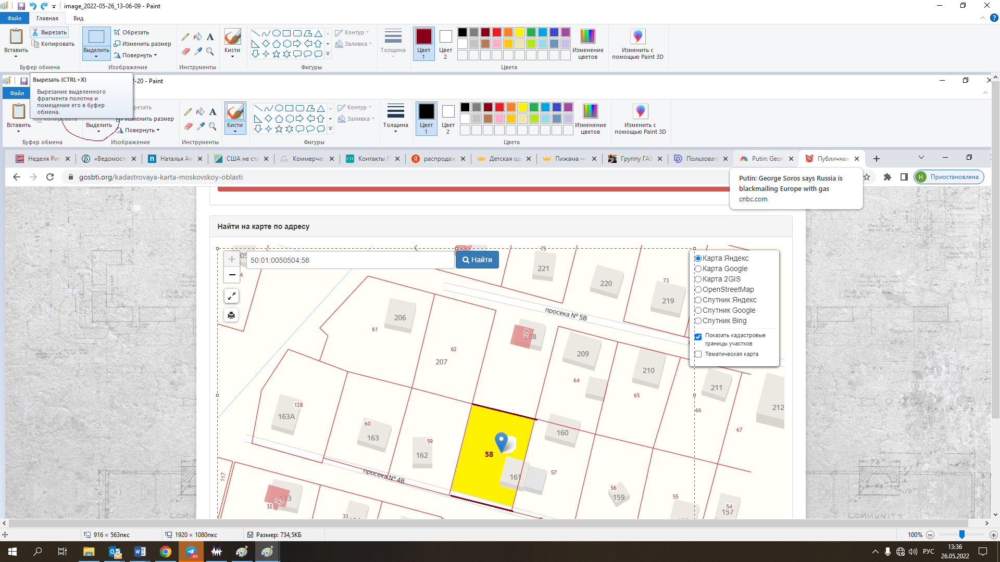 image_2022-05-26_13-06-09 - Paint
Файл
Главная
Вид
Вставить
Вырезать
Копировать
Буфер обмена
Выделить
Обрезать
Изменить размер
Повернуть
Изображение
Инструменты
Кисти
Контур
Заливка
Фигуры
Толщина
Цвет
1
Цвет
2
Изменение
цветов
Цвета
Изменить с
помощью Paint 3D
Вырезать (CTRL+X)
Вырезание выделенного
фрагмента полотна и
помещение его в буфер
обмена.
2-20 - Paint
Файл
Вставить
Копировать
Буфер обмена
Выделить
резать
Изменить размер
Повернуть
Изображение
Инструменты
Кисти
Контур
Заливка
Фигуры
Толщина
Цвет
1
Цвет
2
Изменение
цветов
Цвета
Изменить с
помощью Paint 3D
Неделя Рит
«Ведомости
Наталья Ан
США не ста
Коммерчес
Контакты Г
распродаж
Детская од
Пижама —
Группу ГАЗ
Пользовате
Putin: Geor
Публичная
gosbti.org/kadastrovaya-karta-moskovskoy-oblasti
Н
Приостановлена
Putin: George Soros says Russia is
blackmailing Europe with gas
cnbc.com
Найти на карте по адресу
50:01:0050504:58
Найти
Карта Яндекс
Карта Google
Карта 2GIS
OpenStreetMap
Спутник Яндекс
Спутник Google
Спутник Bing
Показать кадастровые
границы участков
Тематическая карта
75
221
220
73
219
просека № 5В
206
61
62
207
178
209
210
64
65
211
212
66
67
128
163А
60
163
59
162
58
160
161
57
просека № 4В
117
133
147
32
33
56
159
55
54
157
COMMUNITY
916 × 563пкс
1920 × 1080пкс
Размер: 734,5КБ
100%
.86
РУС
13:36
26.05.2022